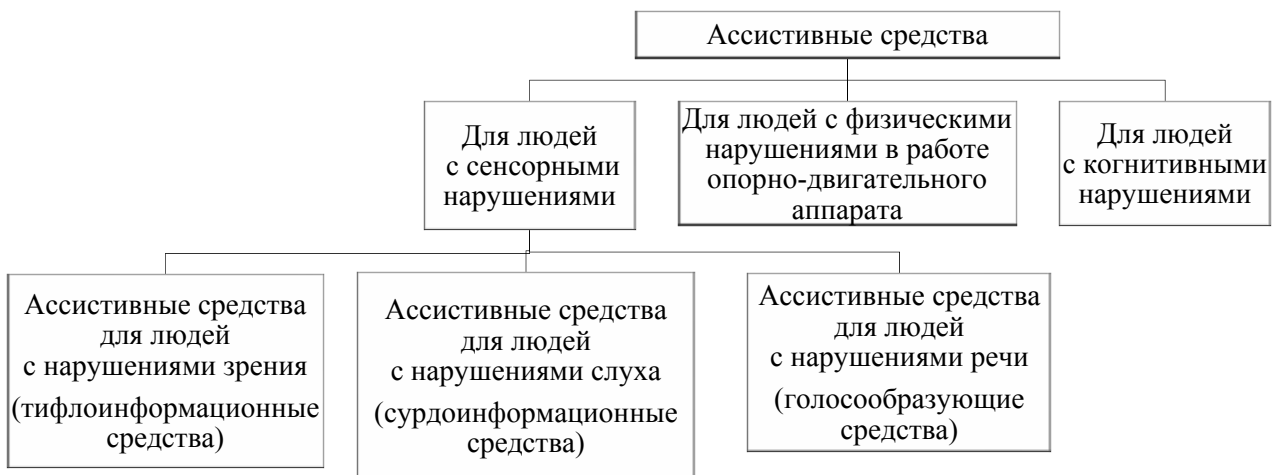 Ассистивные средства
Для людей
с сенсорными
нарушениями
Для людей с физическими
нарушениями в работе
опорно-двигательного
аппарата
Для людей
с когнитивными
нарушениями
Ассистивные средства
для людей
с нарушениями зрения
(тифлоинформационные
средства)
Ассистивные средства
для людей
с нарушениями слуха
(сурдоинформационные
средства)
Ассистивные средства
для людей
с нарушениями речи
(голосообразующие
средства)